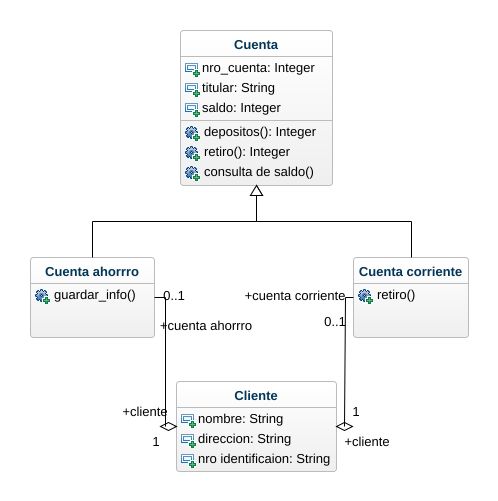 Cuenta
nro_cuenta: Integer
titular: String
saldo: Integer
depositos(): Integer
retiro(): Integer
consulta de saldo()
Cuenta ahorrro
guardar_info()
Cuenta corriente
retiro()
0..1
+cuenta ahorrro
+cuenta corriente
0..1
+cliente
1
1
+cliente
Cliente
nombre: String
direccion: String
nro identificaion: String